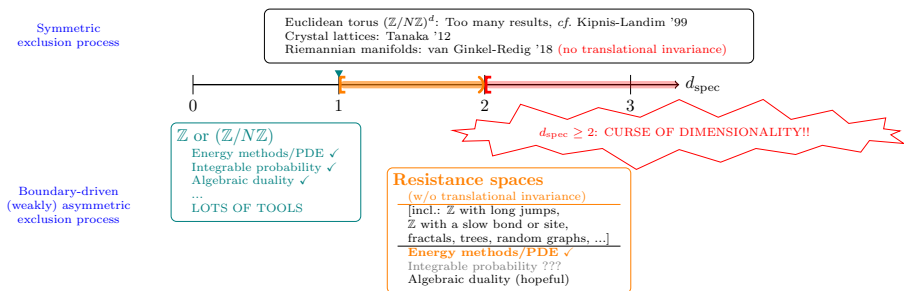 Symmetric
exclusion process
Euclidean torus (ℤ/Nℤ)^d: Too many results, cf. Kipnis-Landim '99
Crystal lattices: Tanaka '12
Riemannian manifolds: van Ginkel-Redig '18 (no translational invariance)
d_spec
0 1 2 3
d_spec ≥ 2: CURSE OF DIMENSIONALITY!!
ℤ or (ℤ/Nℤ)
Energy methods/PDE ✓
Integrable probability ✓
Algebraic duality ✓
...
LOTS OF TOOLS
Boundary-driven
(weakly) asymmetric
exclusion process
Resistance spaces
(w/o translational invariance)
[incl.: ℤ with long jumps,
ℤ with a slow bond or site,
fractals, trees, random graphs, ...]
Energy methods/PDE ✓
Integrable probability ???
Algebraic duality (hopeful)